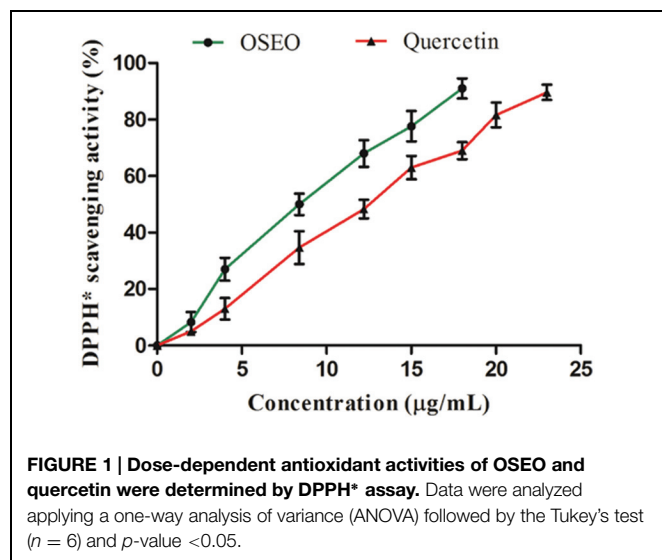 OSEO Quercetin
DPPH* scavenging activity (%)
100
80
60
40
20
0
0 5 10 15 20 25
Concentration (µg/mL)
FIGURE 1 | Dose-dependent antioxidant activities of OSEO and
quercetin were determined by DPPH* assay. Data were analyzed
applying a one-way analysis of variance (ANOVA) followed by the Tukey's test
(n = 6) and p-value <0.05.